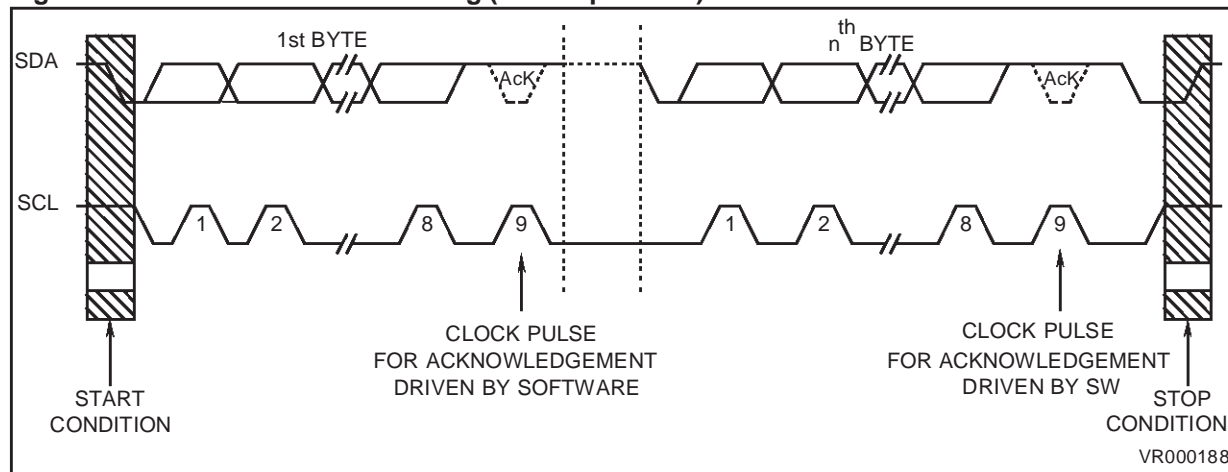 1st BYTE
nth BYTE
SDA
AcK
AcK
SCL
1
2
8
9
1
2
8
9
CLOCK PULSE
FOR ACKNOWLEDGEMENT
DRIVEN BY SOFTWARE
CLOCK PULSE
FOR ACKNOWLEDGEMENT
DRIVEN BY SW
START
CONDITION
STOP
CONDITION
VR000188